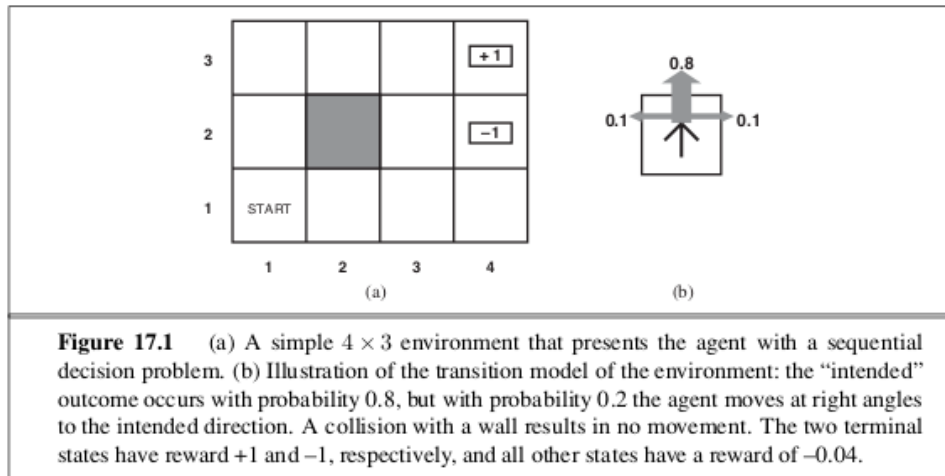 3
+ 1
0.8
2
–1
0.1
0.1
1
START
1 2 3 4
(a) (b)
Figure 17.1 (a) A simple 4 × 3 environment that presents the agent with a sequential
decision problem. (b) Illustration of the transition model of the environment: the “intended”
outcome occurs with probability 0.8, but with probability 0.2 the agent moves at right angles
to the intended direction. A collision with a wall results in no movement. The two terminal
states have reward +1 and –1, respectively, and all other states have a reward of –0.04.